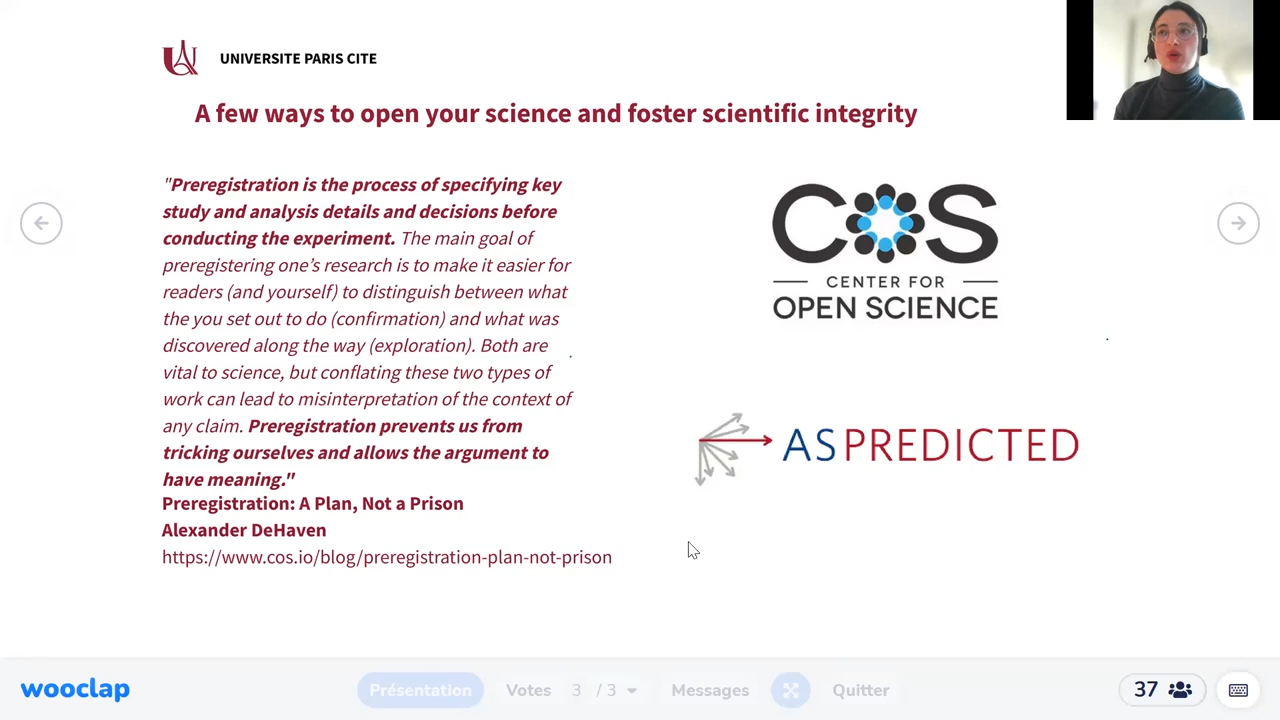 UNIVERSITE PARIS CITE
A few ways to open your science and foster scientific integrity
"Preregistration is the process of specifying key
study and analysis details and decisions before
conducting the experiment. The main goal of
preregistering one’s research is to make it easier for
readers (and yourself) to distinguish between what
the you set out to do (confirmation) and what was
discovered along the way (exploration). Both are
vital to science, but conflating these two types of
work can lead to misinterpretation of the context of
any claim. Preregistration prevents us from
tricking ourselves and allows the argument to
have meaning."
Preregistration: A Plan, Not a Prison
Alexander DeHaven
https://www.cos.io/blog/preregistration-plan-not-prison
COS
CENTER FOR
OPEN SCIENCE
ASPREDICTED
wooclap
Présentation
Votes
3 / 3
Messages
Quitter
37